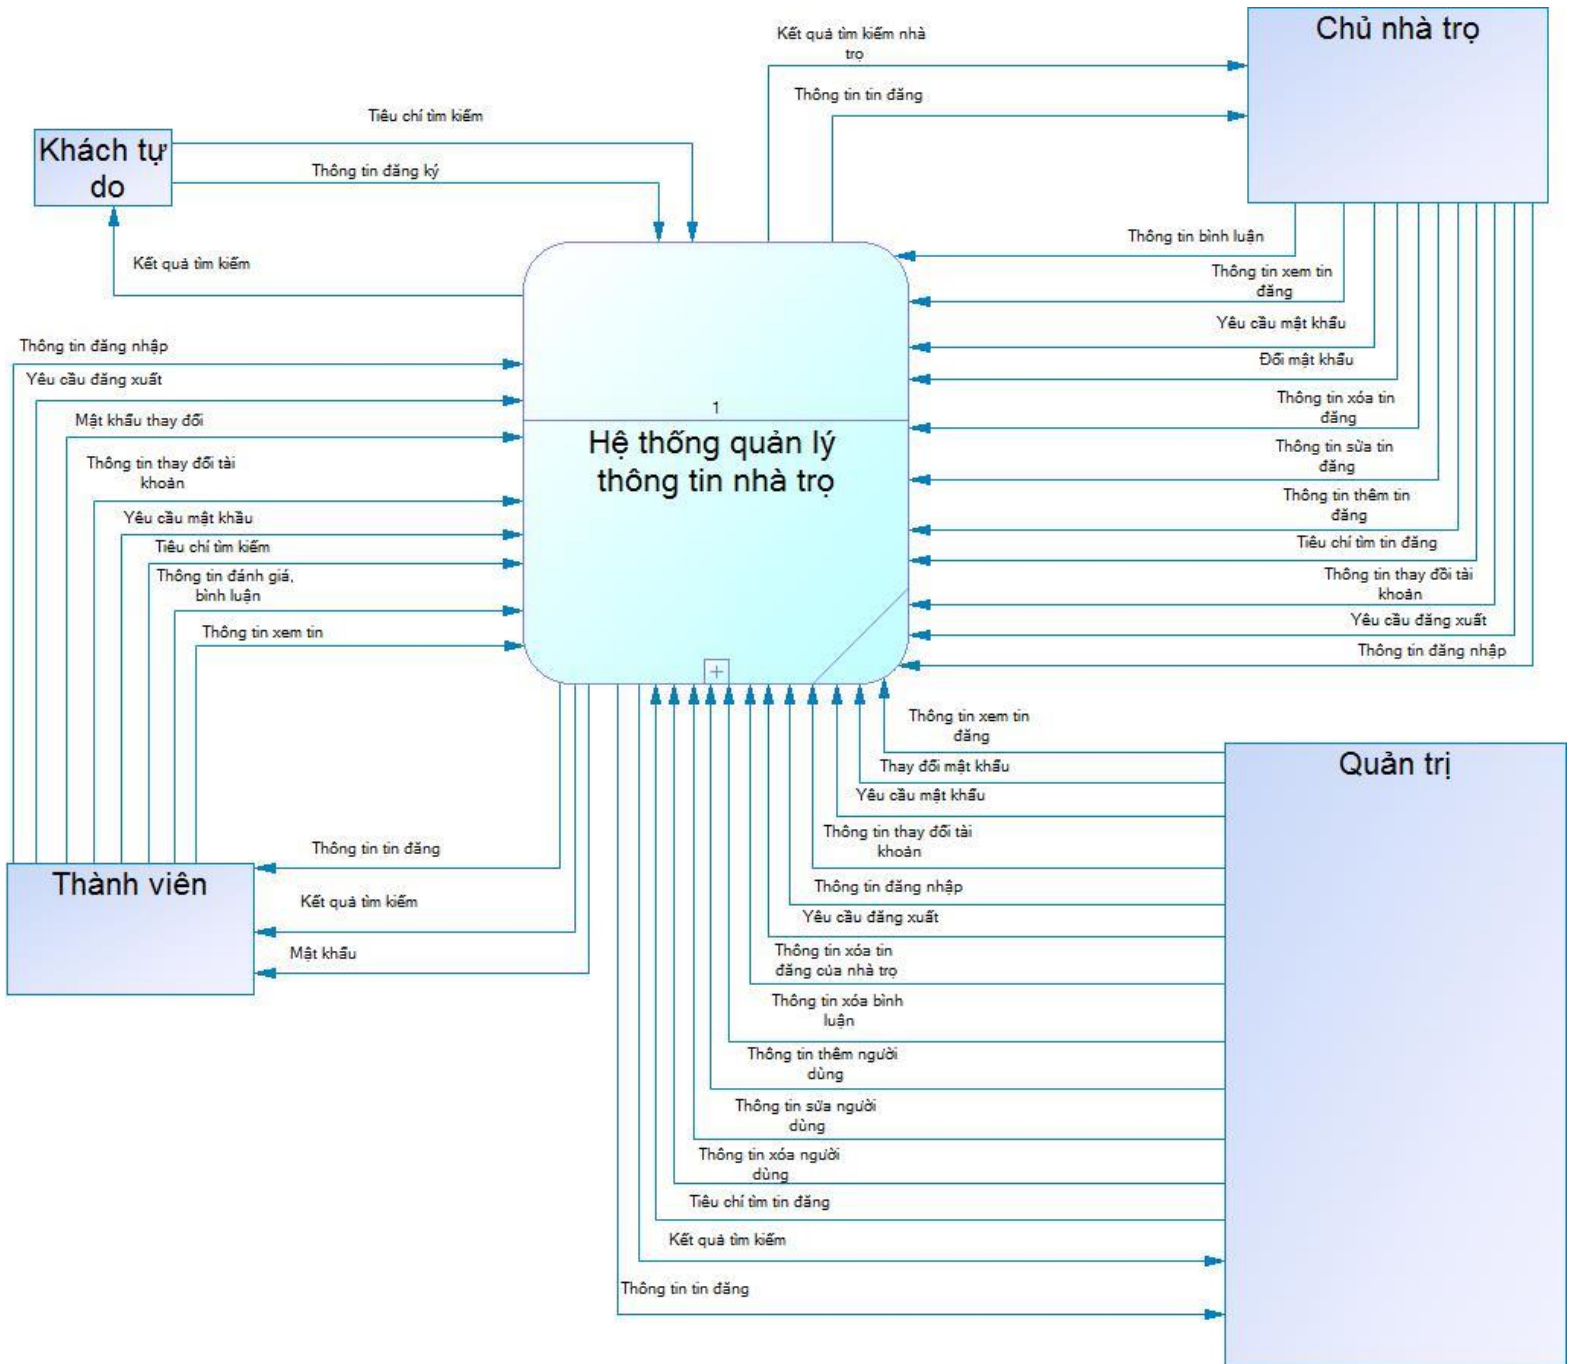 Chủ nhà trọ
Kết quả tìm kiếm nhà
trọ
Thông tin tin đăng
Tiêu chí tìm kiếm
Khách tự
do
Thông tin đăng ký
Kết quả tìm kiếm
Thông tin bình luận
Thông tin xem tin
đăng
Yêu cầu mật khẩu
Đổi mật khẩu
Thông tin xóa tin
đăng
Thông tin sửa tin
đăng
Thông tin thêm tin
đăng
Tiêu chí tìm tin đăng
Thông tin thay đổi tài
khoản
Yêu cầu đăng xuất
Thông tin đăng nhập
1
Hệ thống quản lý
thông tin nhà trọ
Thông tin đăng nhập
Yêu cầu đăng xuất
Mật khẩu thay đổi
Thông tin thay đổi tài
khoản
Yêu cầu mật khẩu
Tiêu chí tìm kiếm
Thông tin đánh giá,
bình luận
Thông tin xem tin
Thành viên
Thông tin tin đăng
Kết quả tìm kiếm
Mật khẩu
Quản trị
Thông tin xem tin
đăng
Thay đổi mật khẩu
Yêu cầu mật khẩu
Thông tin thay đổi tài
khoản
Thông tin đăng nhập
Yêu cầu đăng xuất
Thông tin xóa tin
đăng của nhà trọ
Thông tin xóa bình
luận
Thông tin thêm người
dùng
Thông tin sửa người
dùng
Thông tin xóa người
dùng
Tiêu chí tìm tin đăng
Kết quả tìm kiếm
Thông tin tin đăng